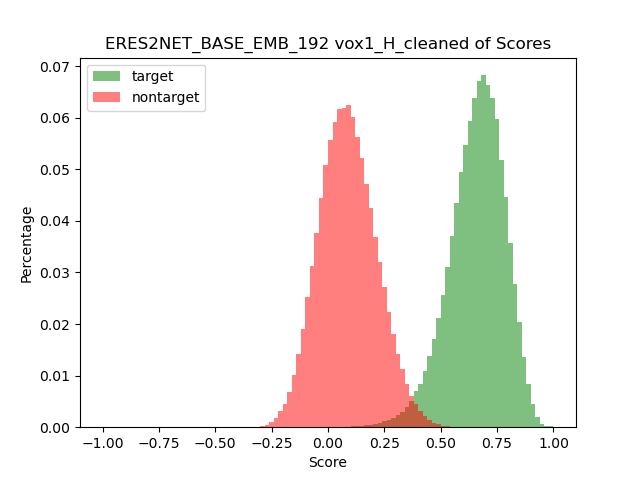 ERES2NET_BASE_EMB_192 vox1_H_cleaned of Scores
target
nontarget
Percentage
0.07
0.06
0.05
0.04
0.03
0.02
0.01
0.00
−1.00 −0.75 −0.50 −0.25 0.00 0.25 0.50 0.75 1.00
Score